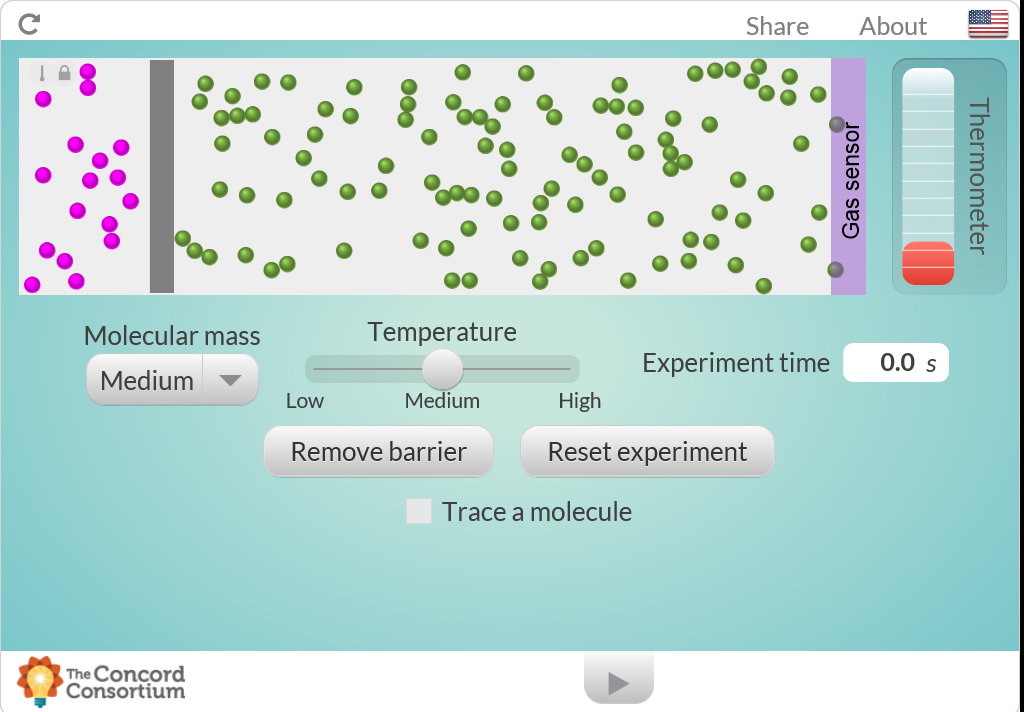 Share About
Gas sensor
Thermometer
Molecular mass
Medium
Temperature
Low Medium High
Experiment time 0.0 s
Remove barrier Reset experiment
Trace a molecule
The Concord
Consortium